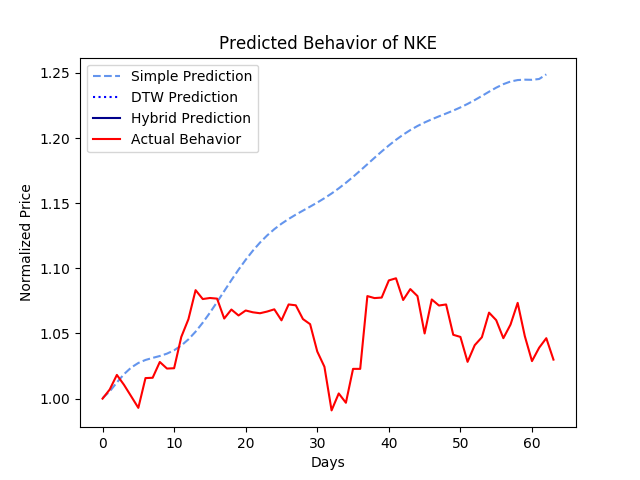 Predicted Behavior of NKE
Simple Prediction
DTW Prediction
Hybrid Prediction
Actual Behavior
1.25
1.20
1.15
1.10
1.05
1.00
Normalized Price
0
10
20
30
40
50
60
Days